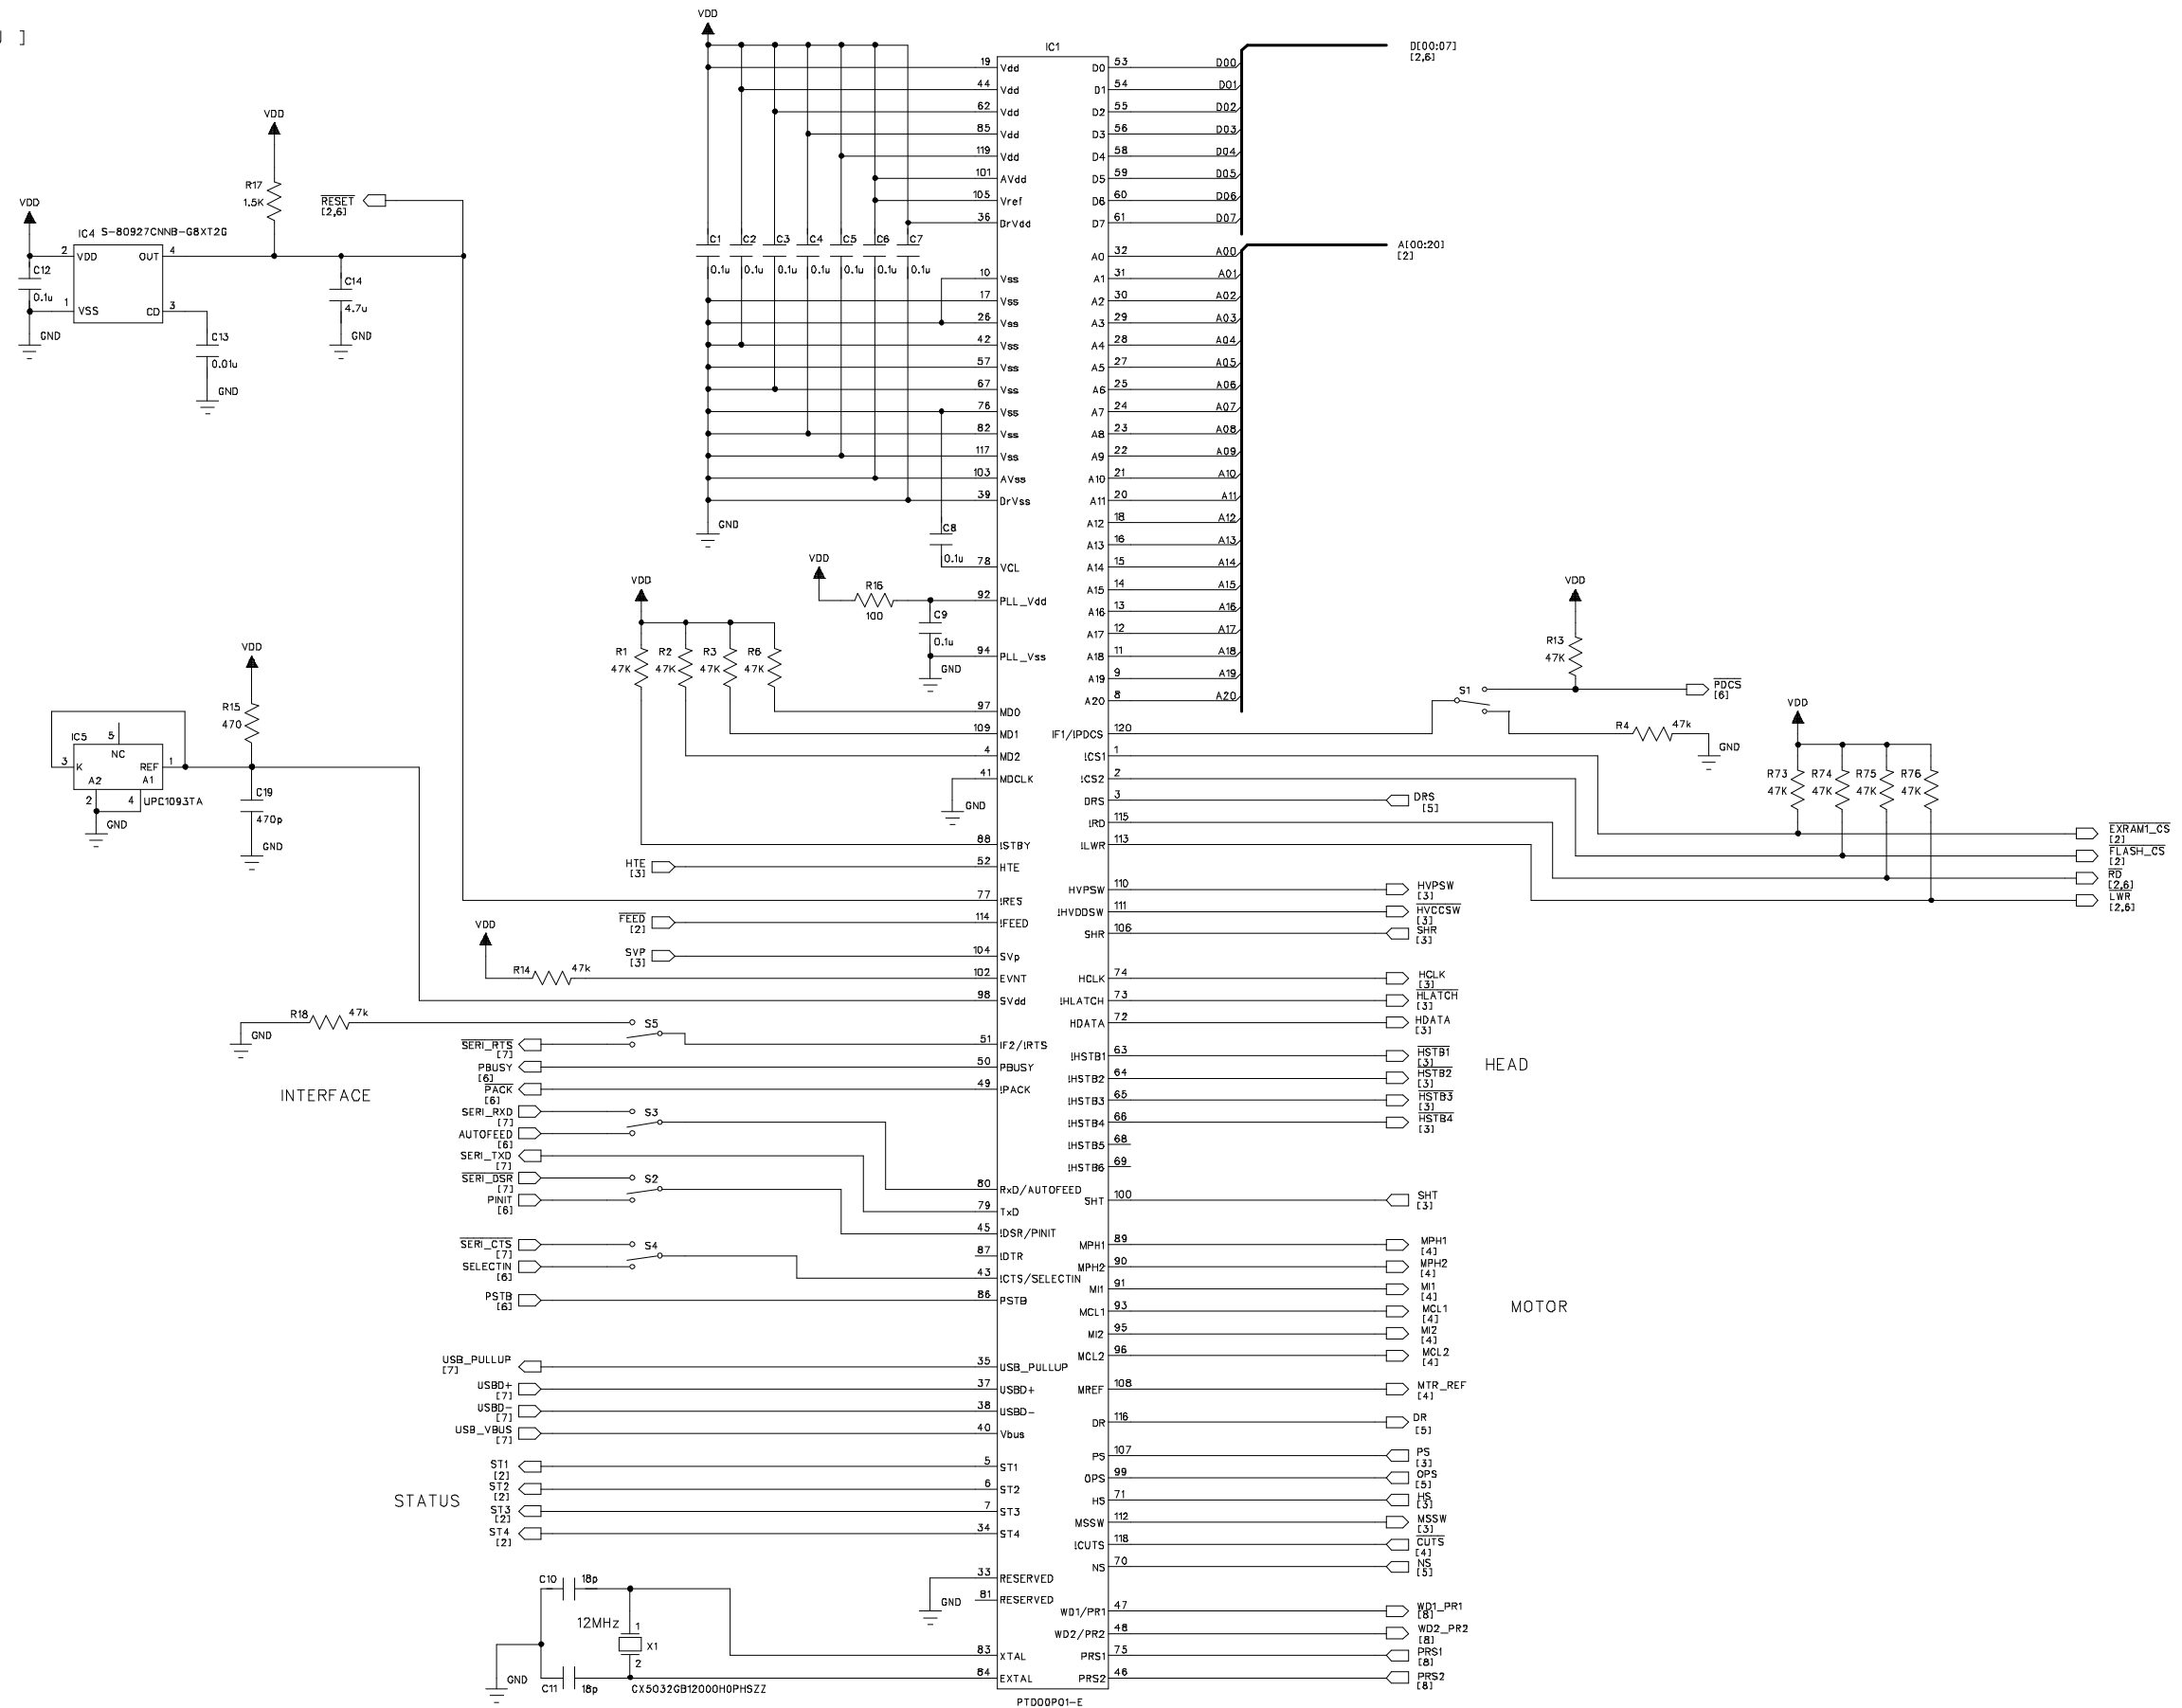 ]
VDD
R17
1.5K
RESET
[2,6]
VDD
IC4 S-80927CNNB-G8XT2G
2 VDD OUT 4
1 VSS CD 3
C12
0.1u
GND
C13
0.01u
GND
C14
4.7u
GND
VDD
R15
470
IC5
5
NC
3 K REF 1
A2 A1
2 4 UPC1093TA
GND
C19
470p
GND
VDD
C1 C2 C3 C4 C5 C6 C7
0.1u 0.1u 0.1u 0.1u 0.1u 0.1u 0.1u
GND
C8
0.1u
VDD
R16
100
C9
0.1u
GND
VDD
R1 R2 R3 R6
47K 47K 47K 47K
GND
IC1
19 Vdd
44 Vdd
62 Vdd
85 Vdd
119 Vdd
101 AVdd
105 Vref
36 DrVdd
10 Vss
17 Vss
26 Vss
42 Vss
57 Vss
67 Vss
76 Vss
82 Vss
117 Vss
103 AVss
39 DrVss
78 VCL
92 PLL_Vdd
94 PLL_Vss
97 MD0
109 MD1
4 MD2
41 MDCLK
88 !STBY
HTE
[3]
52 HTE
77 !RES
FEED
[2]
114 !FEED
SVP
[3]
104 SVp
VDD
R14 47k
102 EVNT
98 SVdd
R18 47k
GND
S5
SERI_RTS
[7]
51 IF2/!RTS
PBUSY
[6]
50 PBUSY
PACK
[6]
49 !PACK
INTERFACE
SERI_RXD
[7]
S3
AUTOFEED
[6]
SERI_TXD
[7]
SERI_DSR
[7]
S2
PINIT
[6]
80 RxD/AUTOFEED
79 TxD
45 !DSR/PINIT
87 !DTR
SERI_CTS
[7]
S4
SELECTIN
[6]
43 !CTS/SELECTIN
PSTB
[6]
86 PSTB
USB_PULLUP
[7]
35 USB_PULLUP
USBD+
[7]
37 USBD+
USBD-
[7]
38 USBD-
USB_VBUS
[7]
40 Vbus
ST1
[2]
5 ST1
ST2
[2]
6 ST2
STATUS
ST3
[2]
7 ST3
ST4
[2]
34 ST4
33 RESERVED
81 RESERVED
GND
C10 18p
12MHz
1
X1
2
GND
C11 18p
CX5032GB12000H0PHSZZ
83 XTAL
84 EXTAL
PTD00P01-E
D[00:07]
[2,6]
D0 53 D00
D1 54 D01
D2 55 D02
D3 56 D03
D4 58 D04
D5 59 D05
D6 60 D06
D7 61 D07
A[00:20]
[2]
A0 32 A00
A1 31 A01
A2 30 A02
A3 29 A03
A4 28 A04
A5 27 A05
A6 25 A06
A7 24 A07
A8 23 A08
A9 22 A09
A10 21 A10
A11 20 A11
A12 18 A12
A13 16 A13
A14 15 A14
A15 14 A15
A16 13 A16
A17 12 A17
A18 11 A18
A19 9 A19
A20 8 A20
IF1/!PDCS 120
!CS1 1
!CS2 2
DRS 3
DRS
[5]
!RD 115
!LWR 113
VDD
R13
47K
S1
PDCS
[6]
R4 47k
GND
VDD
R73 R74 R75 R76
47K 47K 47K 47K
EXRAM1_CS
[2]
FLASH_CS
[2]
RD
[2,6]
LWR
[2,6]
HVPSW 110
HVPSW
[3]
!HVDDSW 111
HVCCSW
[3]
SHR 106
SHR
[3]
HCLK 74
HCLK
[3]
!HLATCH 73
HLATCH
[3]
HDATA 72
HDATA
[3]
!HSTB1 63
HSTB1
[3]
HEAD
!HSTB2 64
HSTB2
[3]
!HSTB3 65
HSTB3
[3]
!HSTB4 66
HSTB4
[3]
!HSTB5 68
!HSTB6 69
SHT 100
SHT
[3]
MPH1 89
MPH1
[4]
MPH2 90
MPH2
[4]
MI1 91
MI1
[4]
MOTOR
MCL1 93
MCL1
[4]
MI2 95
MI2
[4]
MCL2 96
MCL2
[4]
MREF 108
MTR_REF
[4]
DR 116
DR
[5]
PS 107
PS
[3]
OPS 99
OPS
[5]
HS 71
HS
[3]
MSSW 112
MSSW
[3]
!CUTS 118
CUTS
[4]
NS 70
NS
[5]
WD1/PR1 47
WD1_PR1
[8]
WD2/PR2 48
WD2_PR2
[8]
PRS1 75
PRS1
[8]
PRS2 46
PRS2
[8]